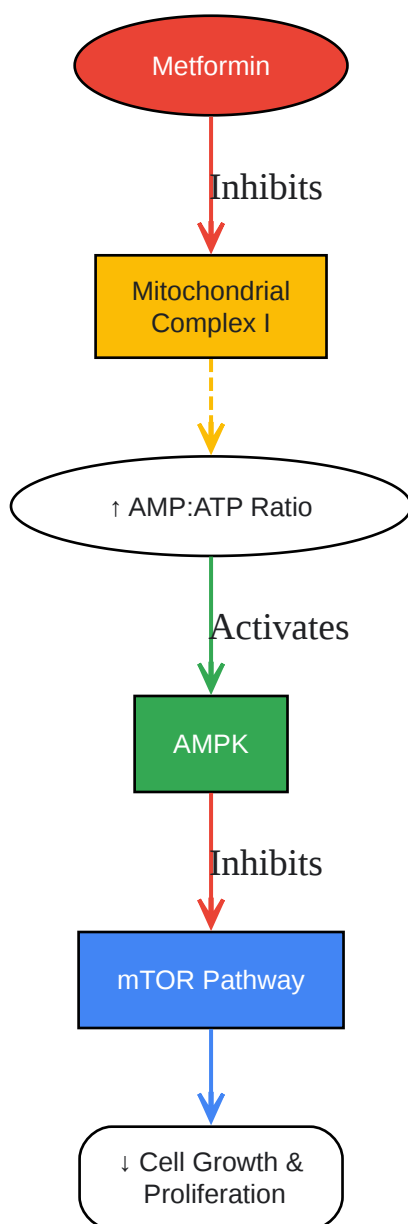 Metformin
Inhibits
Mitochondrial
Complex I
↑ AMP:ATP Ratio
Activates
AMPK
Inhibits
mTOR Pathway
↓ Cell Growth &
Proliferation